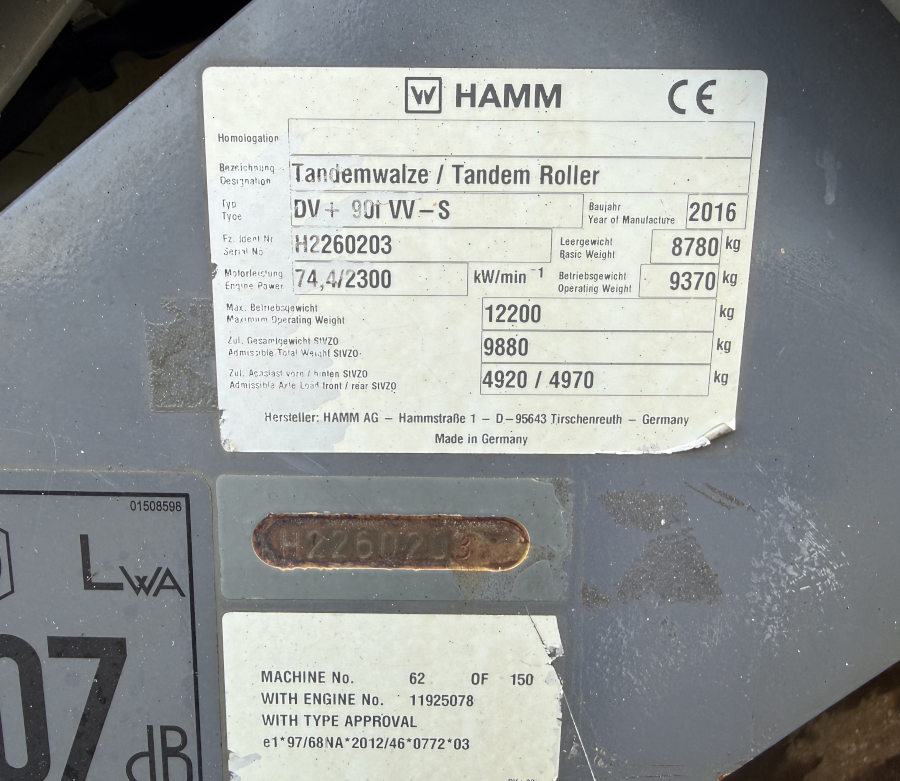 HAMM CE
Homologation
Bezeichnung
Designation
Tandemwalze / Tandem Roller
Typ
Type
DV+ 90i VV-S
Baujahr
Year of Manufacture
2016
Fz. Ident Nr
Serial No
H2260203
Leergewicht
Basic Weight
8780 kg
Motorleistung
Engine Power
74,4/2300 kW/min -1
Betriebsgewicht
Operating Weight
9370 kg
Max. Betriebsgewicht
Maximum Operating Weight
12200 kg
Zul. Gesamtgewicht StVZO
Admissible Total Weight StVZO
9880 kg
Zul. Achslast vorn / hinten StVZO
Admissible Axle Load front / rear StVZO
4920 / 4970 kg
Hersteller: HAMM AG – Hammstraße 1 – D–95643 Tirschenreuth – Germany
Made in Germany
H2260203
01508598
LWA
07
dB
MACHINE No. 62 OF 150
WITH ENGINE No. 11925078
WITH TYPE APPROVAL
e1*97/68NA*2012/46*0772*03